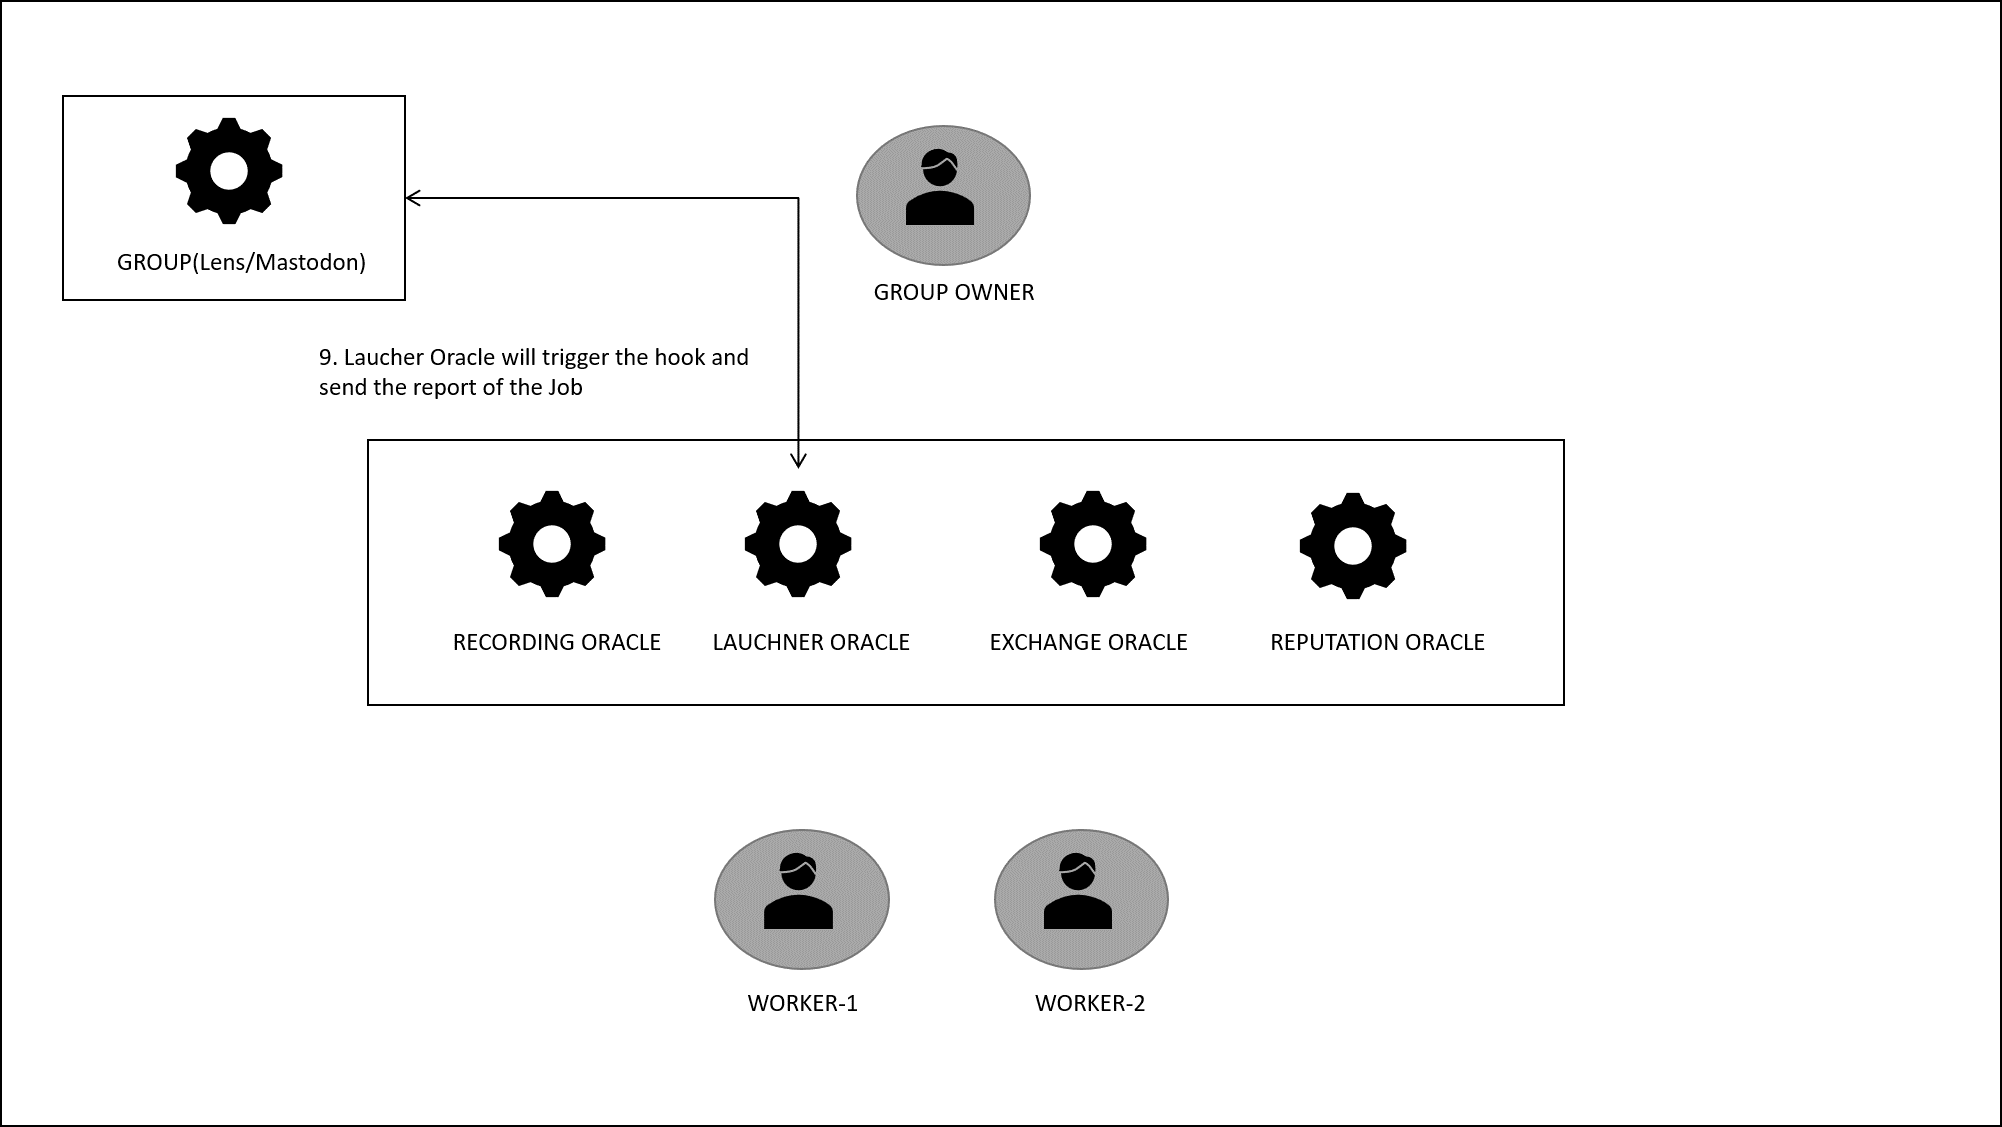 GROUP(Lens/Mastodon)
GROUP OWNER
9. Laucher Oracle will trigger the hook and
send the report of the Job
RECORDING ORACLE
LAUCHNER ORACLE
EXCHANGE ORACLE
REPUTATION ORACLE
WORKER-1
WORKER-2